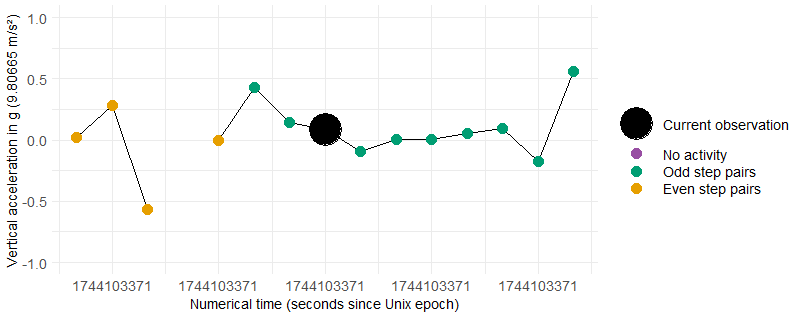 Vertical acceleration in g (9.80665 m/s²)
1.0
0.5
0.0
-0.5
-1.0
1744103371 1744103371 1744103371 1744103371 1744103371
Numerical time (seconds since Unix epoch)
Current observation
No activity
Odd step pairs
Even step pairs